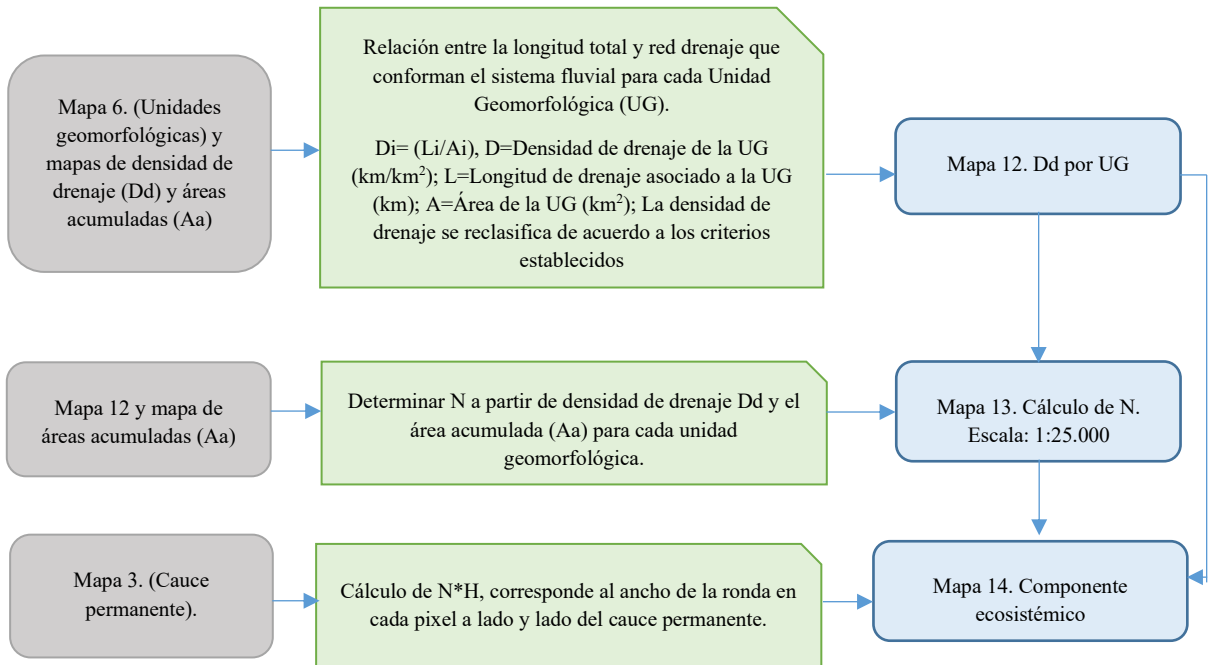 Mapa 6. (Unidades
geomorfológicas) y
mapas de densidad de
drenaje (Dd) y áreas
acumuladas (Aa)
Relación entre la longitud total y red drenaje que
conforman el sistema fluvial para cada Unidad
Geomorfológica (UG).
Di= (Li/Ai), D=Densidad de drenaje de la UG
(km/km²); L=Longitud de drenaje asociado a la UG
(km); A=Área de la UG (km²); La densidad de
drenaje se reclasifica de acuerdo a los criterios
establecidos
Mapa 12. Dd por UG
Mapa 12 y mapa de
áreas acumuladas (Aa)
Determinar N a partir de densidad de drenaje Dd y el
área acumulada (Aa) para cada unidad
geomorfológica.
Mapa 13. Cálculo de N.
Escala: 1:25.000
Mapa 3. (Cauce
permanente).
Cálculo de N*H, corresponde al ancho de la ronda en
cada pixel a lado y lado del cauce permanente.
Mapa 14. Componente
ecosistémico